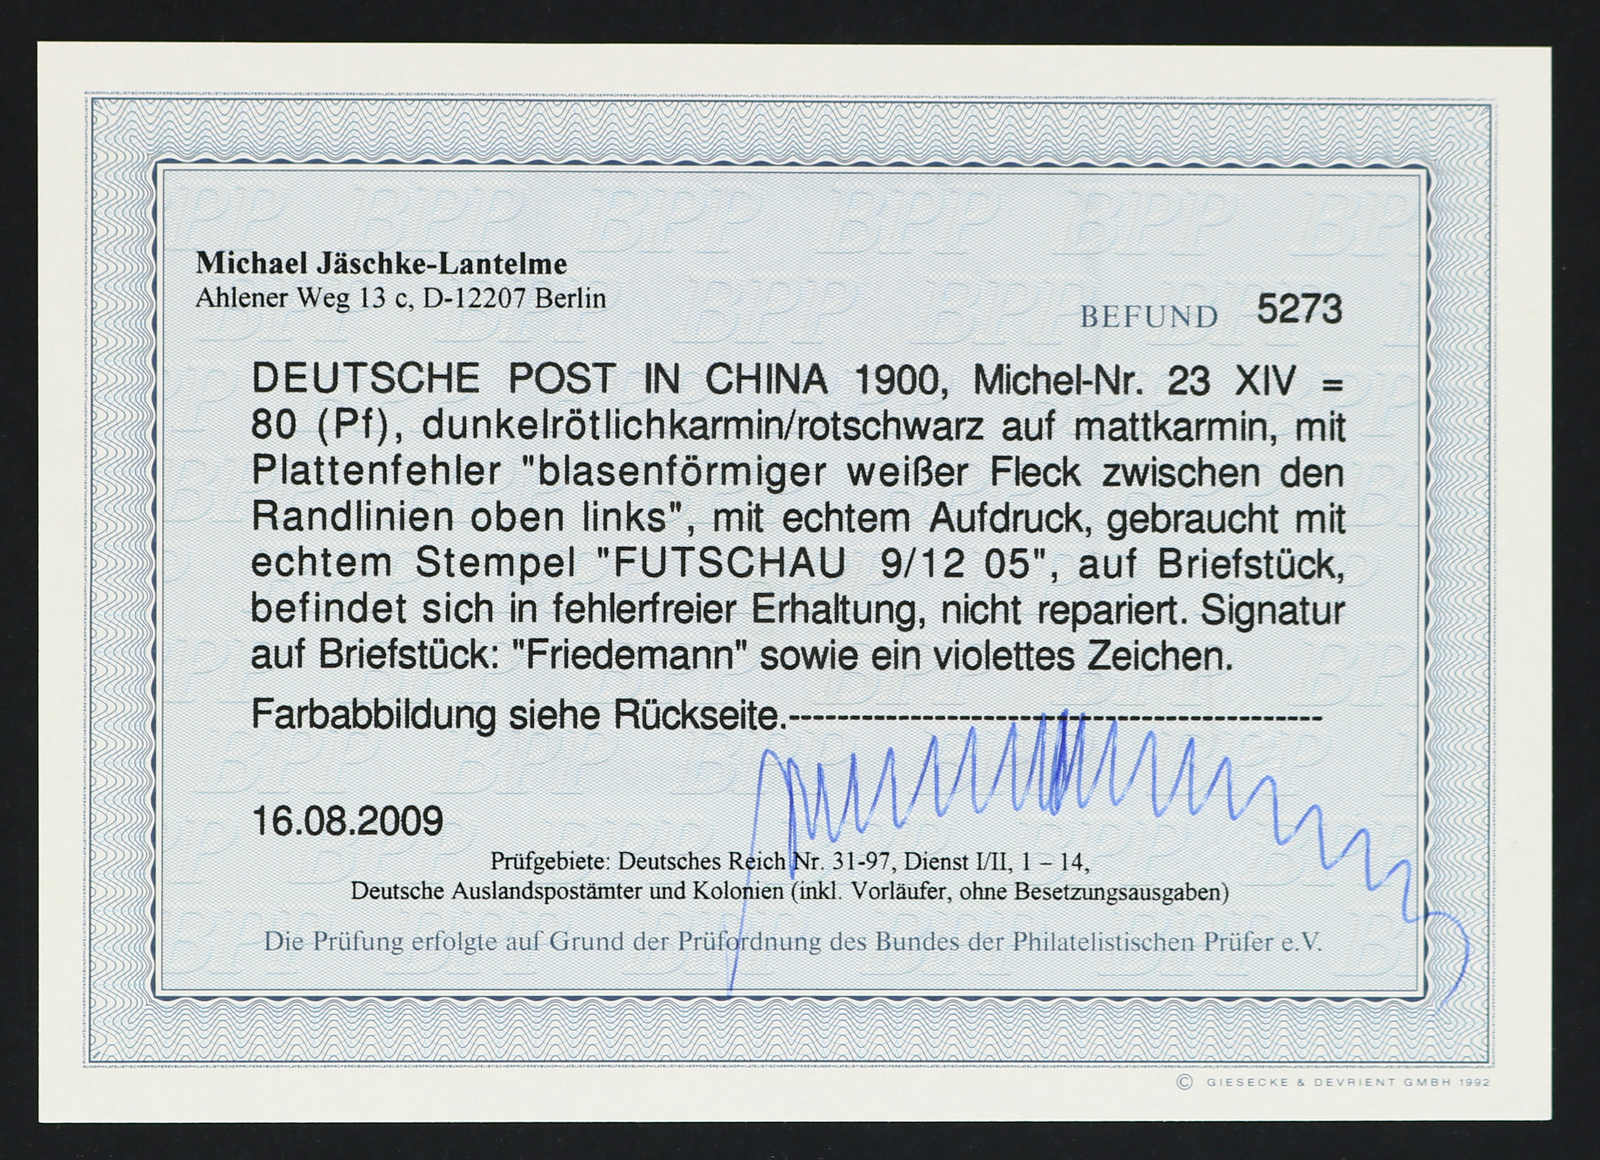 Michael Jäschke-Lantelme
Ahlener Weg 13 c, D-12207 Berlin
BEFUND 5273
DEUTSCHE POST IN CHINA 1900, Michel-Nr. 23 XIV =
80 (Pf), dunkelrötlichkarmin/rotschwarz auf mattkarmin, mit
Plattenfehler "blasenförmiger weißer Fleck zwischen den
Randlinien oben links", mit echtem Aufdruck, gebraucht mit
echtem Stempel "FUTSCHAU 9/12 05", auf Briefstück,
befindet sich in fehlerfreier Erhaltung, nicht repariert. Signatur
auf Briefstück: "Friedemann" sowie ein violettes Zeichen.
Farbabbildung siehe Rückseite.---------------------------------------------
16.08.2009
Prüfgebiete: Deutsches Reich Nr. 31-97, Dienst I/II, 1 – 14,
Deutsche Auslandspostämter und Kolonien (inkl. Vorläufer, ohne Besetzungsausgaben)
Die Prüfung erfolgte auf Grund der Prüfordnung des Bundes der Philatelistischen Prüfer e.V.
© GIESECKE & DEVRIENT GMBH 1992